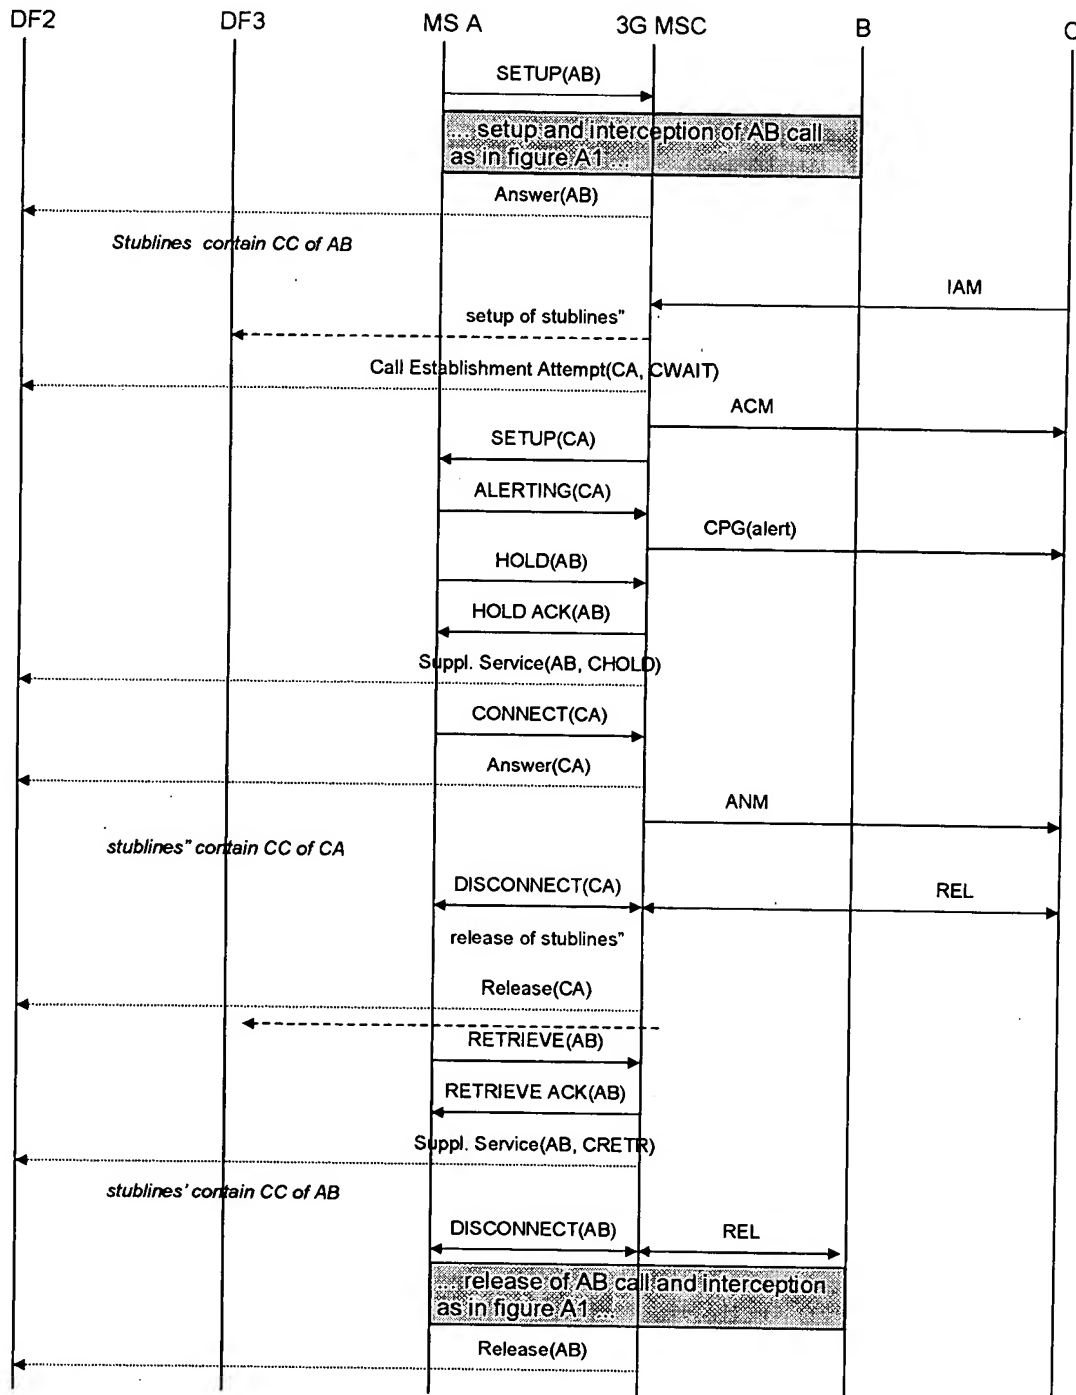 DF2 DF3 MS A 3G MSC B C
SETUP(AB)
... setup and interception of AB call
as in figure A1 ...
Answer(AB)
Stublines contain CC of AB
IAM
setup of stublines"
Call Establishment Attempt(CA, CWAIT)
ACM
SETUP(CA)
ALERTING(CA)
CPG(alert)
HOLD(AB)
HOLD ACK(AB)
Suppl. Service(AB, CHOLD)
CONNECT(CA)
Answer(CA)
ANM
stublines" contain CC of CA
DISCONNECT(CA) REL
release of stublines"
Release(CA)
RETRIEVE(AB)
RETRIEVE ACK(AB)
Suppl. Service(AB, CRETR)
stublines' contain CC of AB
DISCONNECT(AB) REL
... release of AB call and interception
as in figure A1 ...
Release(AB)